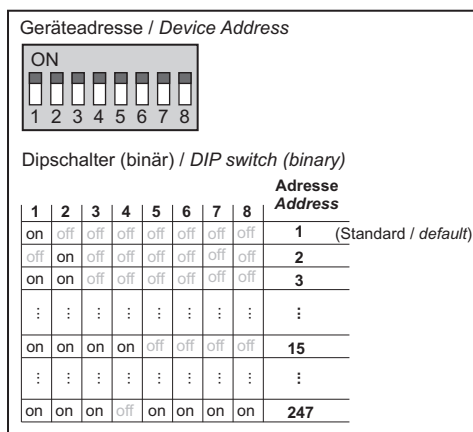 Geräteadresse / Device Address
ON
1 2 3 4 5 6 7 8
Dipschalter (binär) / DIP switch (binary)
Adresse
1 2 3 4 5 6 7 8 Address
on off off off off off off off 1 (Standard / default)
off on off off off off off off 2
on on off off off off off off 3
⋮ ⋮ ⋮ ⋮ ⋮ ⋮ ⋮ ⋮ ⋮
on on on on off off off off 15
⋮ ⋮ ⋮ ⋮ ⋮ ⋮ ⋮ ⋮ ⋮
on on on off on on on on 247